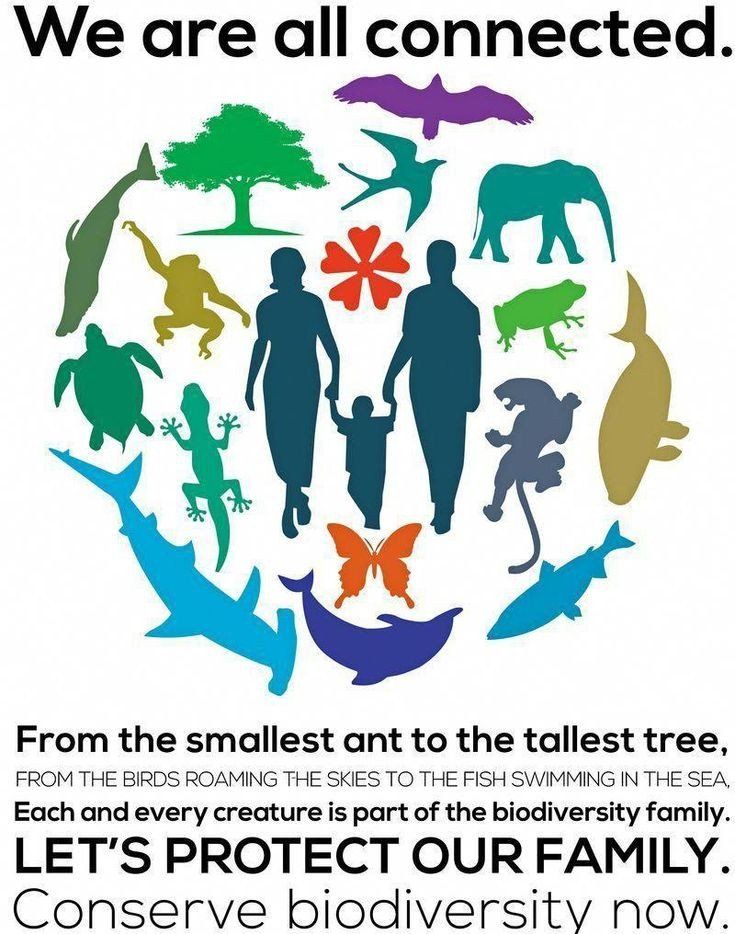 We are all connected.
From the smallest ant to the tallest tree,
FROM THE BIRDS ROAMING THE SKIES TO THE FISH SWIMMING IN THE SEA,
Each and every creature is part of the biodiversity family.
LET'S PROTECT OUR FAMILY.
Conserve biodiversity now.